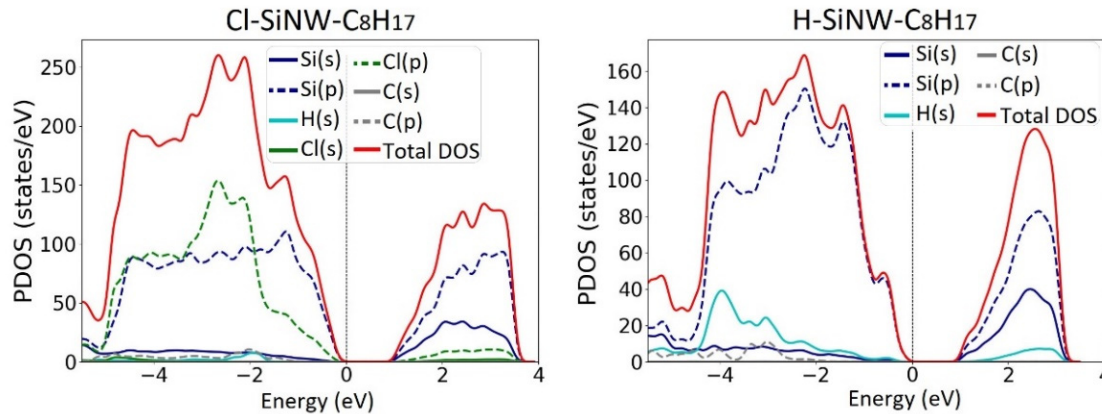 Cl-SiNW-C₈H₁₇
PDOS (states/eV)
250
200
150
100
50
0
Si(s)
Si(p)
H(s)
Cl(s)
Cl(p)
C(s)
C(p)
Total DOS
−4
−2
0
2
4
Energy (eV)
H-SiNW-C₈H₁₇
PDOS (states/eV)
160
140
120
100
80
60
40
20
0
Si(s)
Si(p)
H(s)
C(s)
C(p)
Total DOS
−4
−2
0
2
4
Energy (eV)